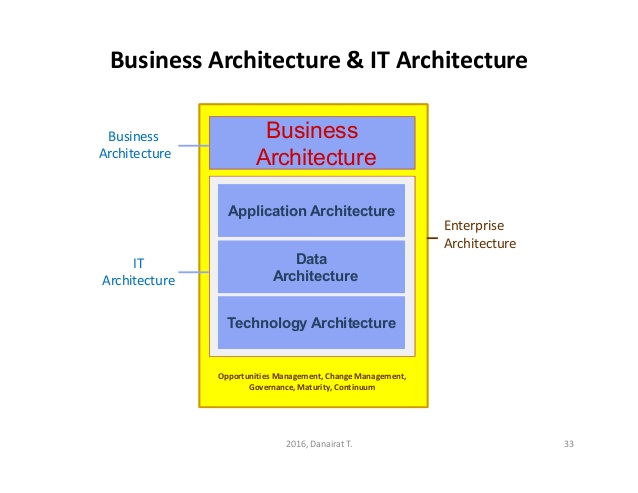 Business Architecture & IT Architecture
Business
Architecture
Business
Architecture
Application Architecture
Enterprise
Architecture
IT
Architecture
Data
Architecture
Technology Architecture
Opportunities Management, Change Management,
Governance, Maturity, Continuum
2016, Danairat T.
33